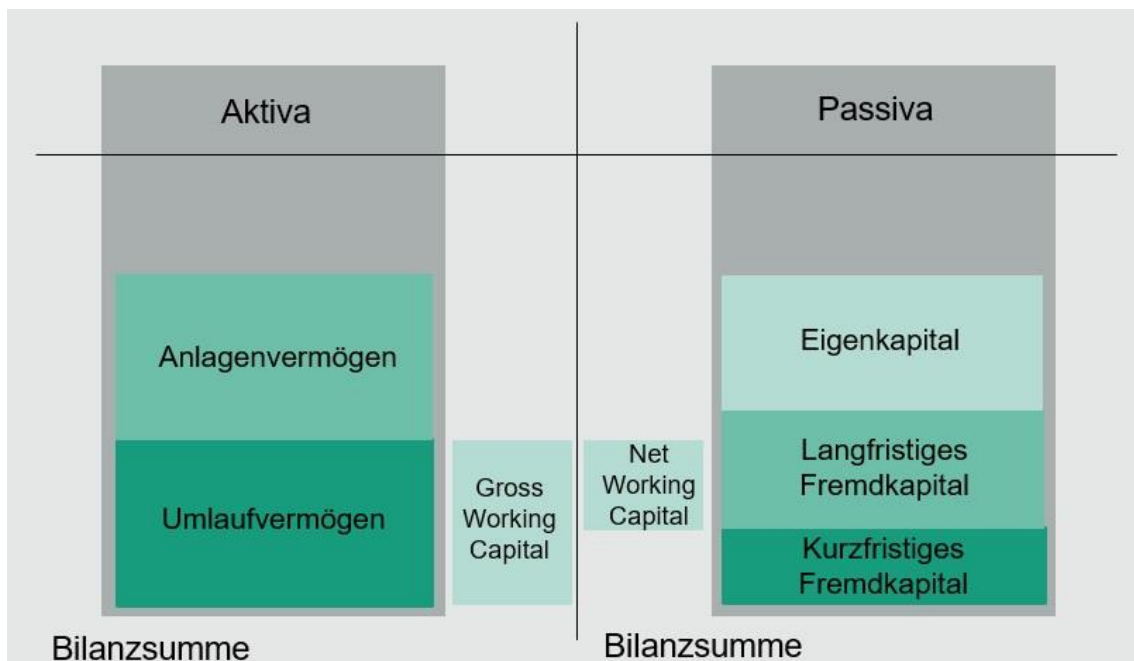 Aktiva
Passiva
Anlagenvermögen
Umlaufvermögen
Gross
Working
Capital
Net
Working
Capital
Eigenkapital
Langfristiges
Fremdkapital
Kurzfristiges
Fremdkapital
Bilanzsumme
Bilanzsumme